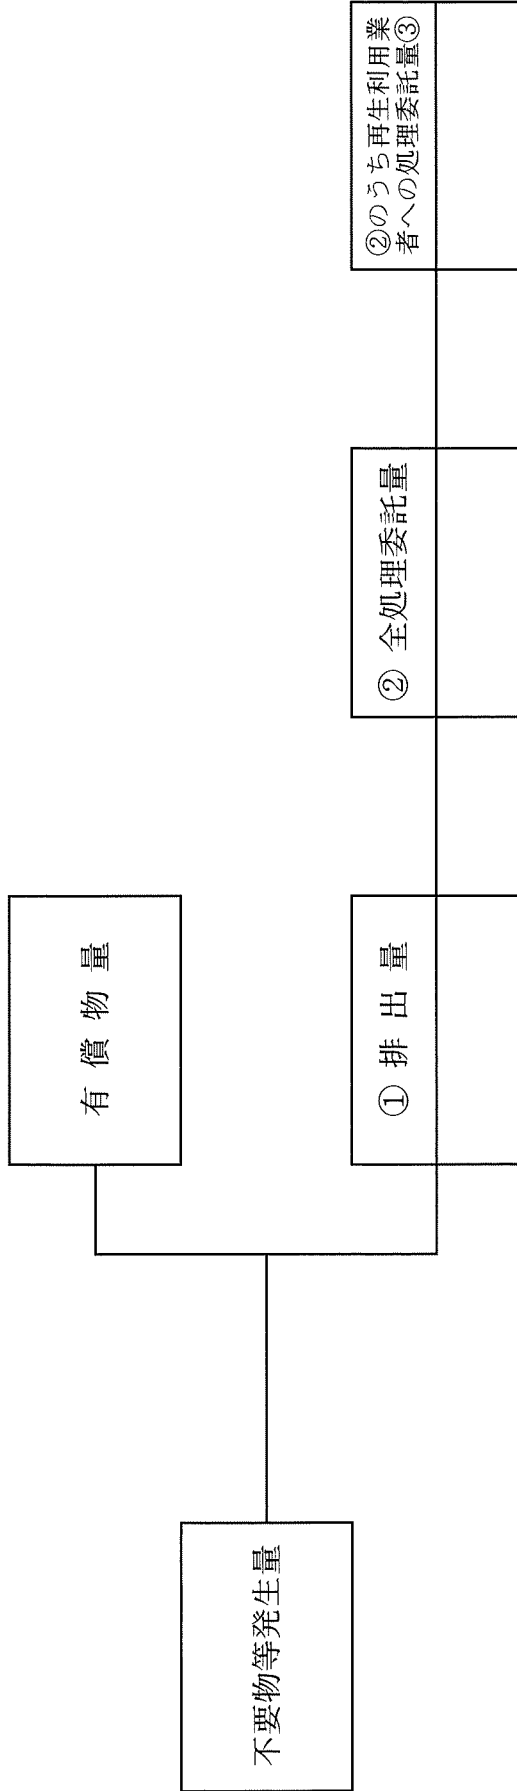 不要物等発生量
有償物量
① 排出量
② 全処理委託量
②のうち再生利用業
者への処理委託量③